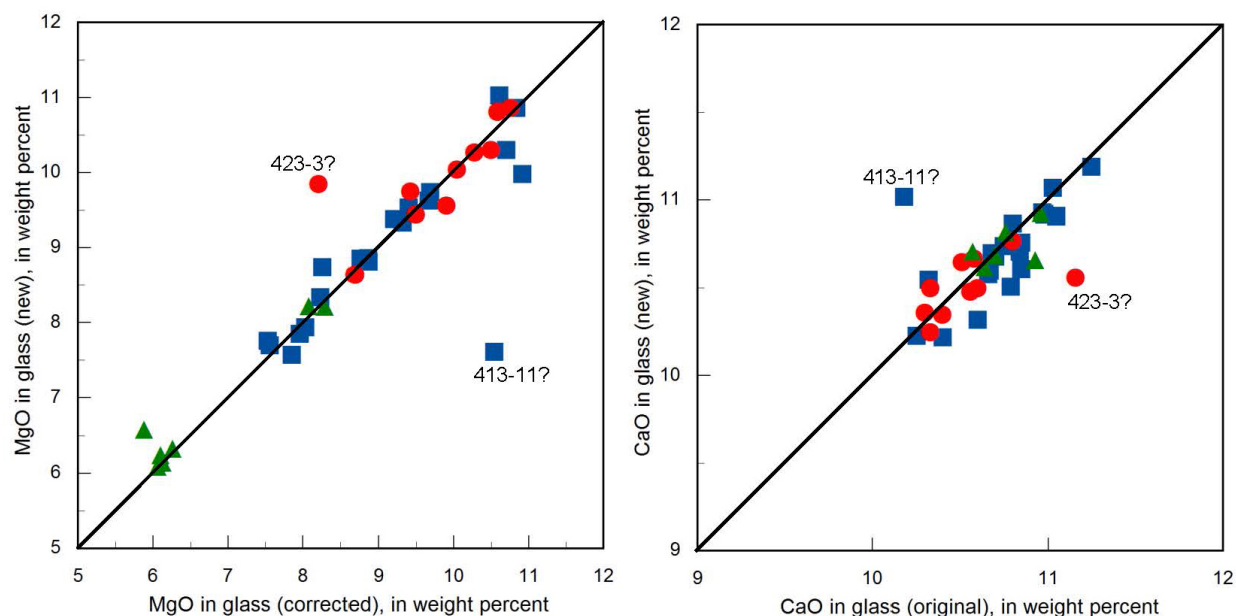 12
11
10
9
8
7
6
5
MgO in glass (new), in weight percent
423-3?
413-11?
5 6 7 8 9 10 11 12
MgO in glass (corrected), in weight percent
12
11
10
9
CaO in glass (new), in weight percent
413-11?
423-3?
9 10 11 12
CaO in glass (original), in weight percent